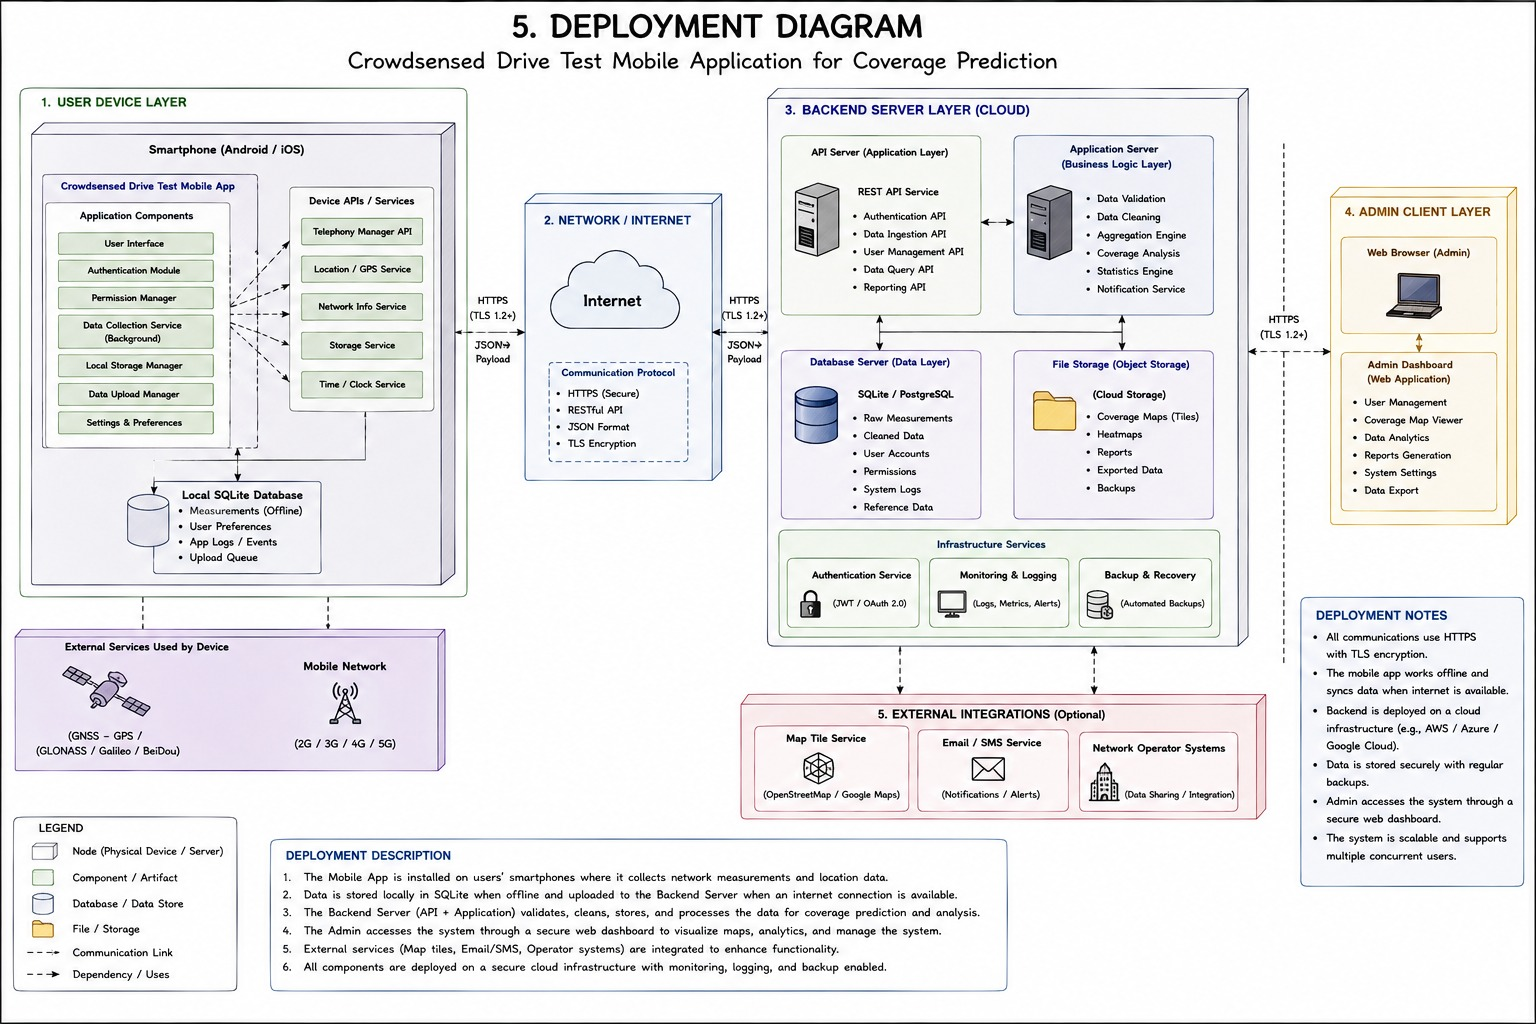 5. DEPLOYMENT DIAGRAM
Crowdsensed Drive Test Mobile Application for Coverage Prediction
1. USER DEVICE LAYER
Smartphone (Android / iOS)
Crowdsensed Drive Test Mobile App
Application Components
User Interface
Authentication Module
Permission Manager
Data Collection Service
(Background)
Local Storage Manager
Data Upload Manager
Settings & Preferences
Device APIs / Services
Telephony Manager API
Location / GPS Service
Network Info Service
Storage Service
Time / Clock Service
Local SQLite Database
• Measurements (Offline)
• User Preferences
• App Logs / Events
• Upload Queue
External Services Used by Device
(GNSS – GPS /
(GLONASS / Galileo / BeiDou)
Mobile Network
(2G / 3G / 4G / 5G)
HTTPS
(TLS 1.2+)
JSON→
Payload
2. NETWORK / INTERNET
Internet
Communication Protocol
• HTTPS (Secure)
• RESTful API
• JSON Format
• TLS Encryption
HTTPS
(TLS 1.2+)
JSON→
Payload
3. BACKEND SERVER LAYER (CLOUD)
API Server (Application Layer)
REST API Service
• Authentication API
• Data Ingestion API
• User Management API
• Data Query API
• Reporting API
Application Server
(Business Logic Layer)
• Data Validation
• Data Cleaning
• Aggregation Engine
• Coverage Analysis
• Statistics Engine
• Notification Service
Database Server (Data Layer)
SQLite / PostgreSQL
• Raw Measurements
• Cleaned Data
• User Accounts
• Permissions
• System Logs
• Reference Data
File Storage (Object Storage)
(Cloud Storage)
• Coverage Maps (Tiles)
• Heatmaps
• Reports
• Exported Data
• Backups
Infrastructure Services
Authentication Service
(JWT / OAuth 2.0)
Monitoring & Logging
(Logs, Metrics, Alerts)
Backup & Recovery
(Automated Backups)
HTTPS
(TLS 1.2+)
4. ADMIN CLIENT LAYER
Web Browser (Admin)
Admin Dashboard
(Web Application)
• User Management
• Coverage Map Viewer
• Data Analytics
• Reports Generation
• System Settings
• Data Export
5. EXTERNAL INTEGRATIONS (Optional)
Map Tile Service
(OpenStreetMap / Google Maps)
Email / SMS Service
(Notifications / Alerts)
Network Operator Systems
(Data Sharing / Integration)
DEPLOYMENT NOTES
• All communications use HTTPS
with TLS encryption.
• The mobile app works offline and
syncs data when internet is available.
• Backend is deployed on a cloud
infrastructure (e.g., AWS / Azure /
Google Cloud).
• Data is stored securely with regular
backups.
• Admin accesses the system through a
secure web dashboard.
• The system is scalable and supports
multiple concurrent users.
LEGEND
Node (Physical Device / Server)
Component / Artifact
Database / Data Store
File / Storage
Communication Link
Dependency / Uses
DEPLOYMENT DESCRIPTION
1. The Mobile App is installed on users' smartphones where it collects network measurements and location data.
2. Data is stored locally in SQLite when offline and uploaded to the Backend Server when an internet connection is available.
3. The Backend Server (API + Application) validates, cleans, stores, and processes the data for coverage prediction and analysis.
4. The Admin accesses the system through a secure web dashboard to visualize maps, analytics, and manage the system.
5. External services (Map tiles, Email/SMS, Operator systems) are integrated to enhance functionality.
6. All components are deployed on a secure cloud infrastructure with monitoring, logging, and backup enabled.